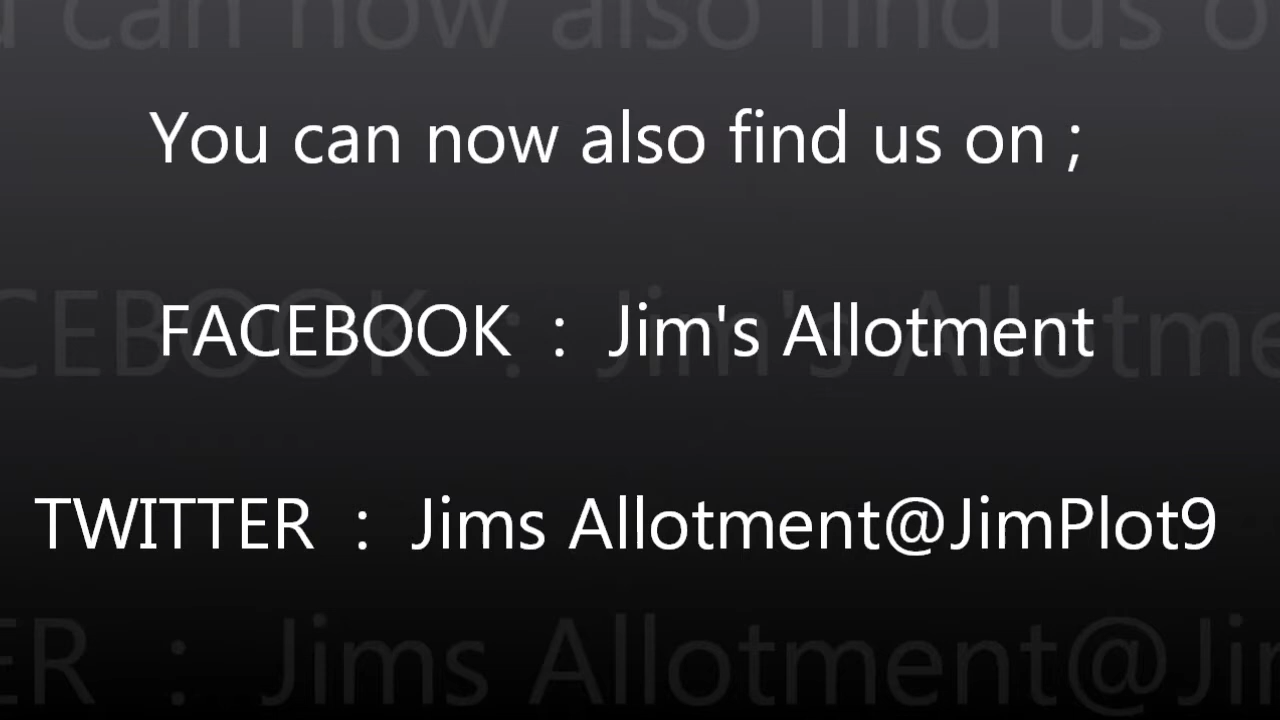 You can now also find us on ;
FACEBOOK : Jim's Allotment
TWITTER : Jims Allotment@JimPlot9